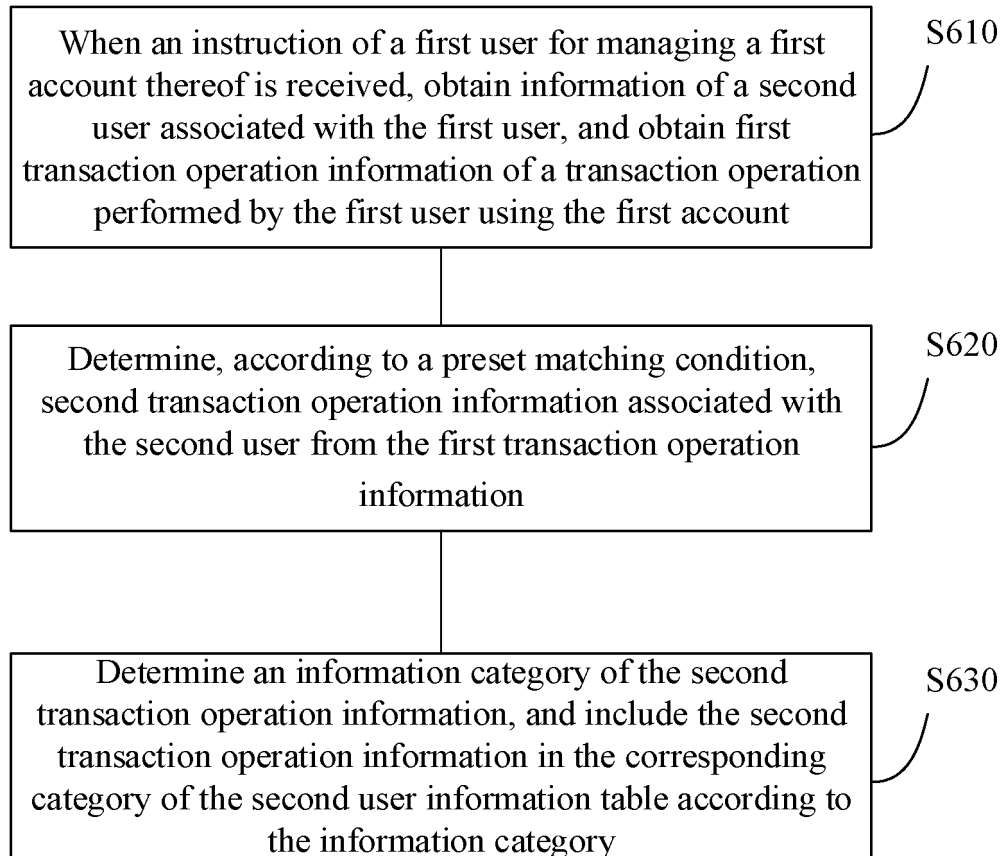 When an instruction of a first user for managing a first
account thereof is received, obtain information of a second
user associated with the first user, and obtain first
transaction operation information of a transaction operation
performed by the first user using the first account
S610
Determine, according to a preset matching condition,
second transaction operation information associated with
the second user from the first transaction operation
information
S620
Determine an information category of the second
transaction operation information, and include the second
transaction operation information in the corresponding
category of the second user information table according to
the information category
S630